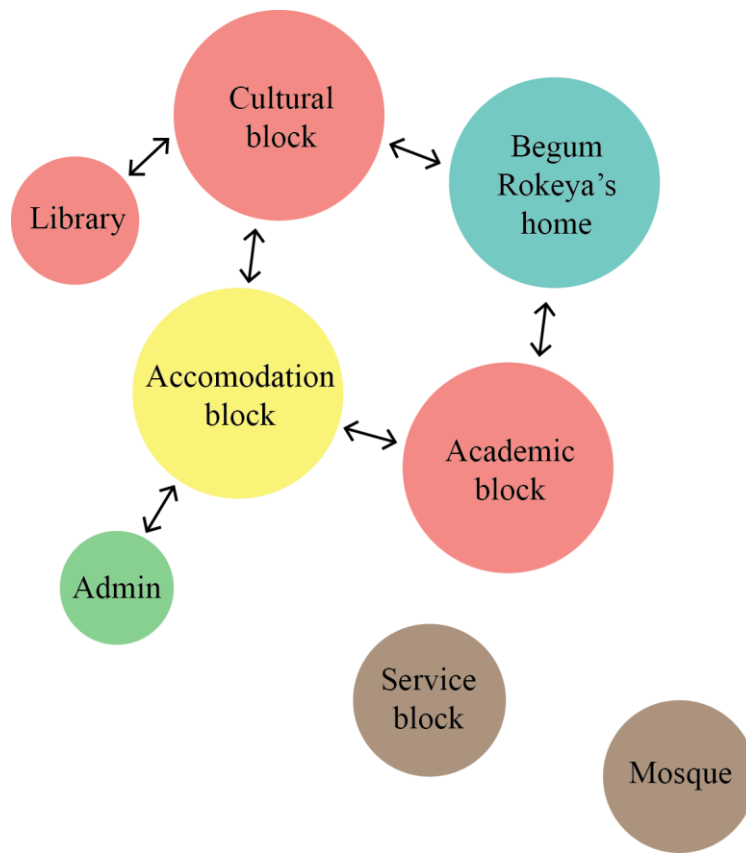 Cultural
block
Begum
Rokeya’s
home
Library
Accomodation
block
Academic
block
Admin
Service
block
Mosque